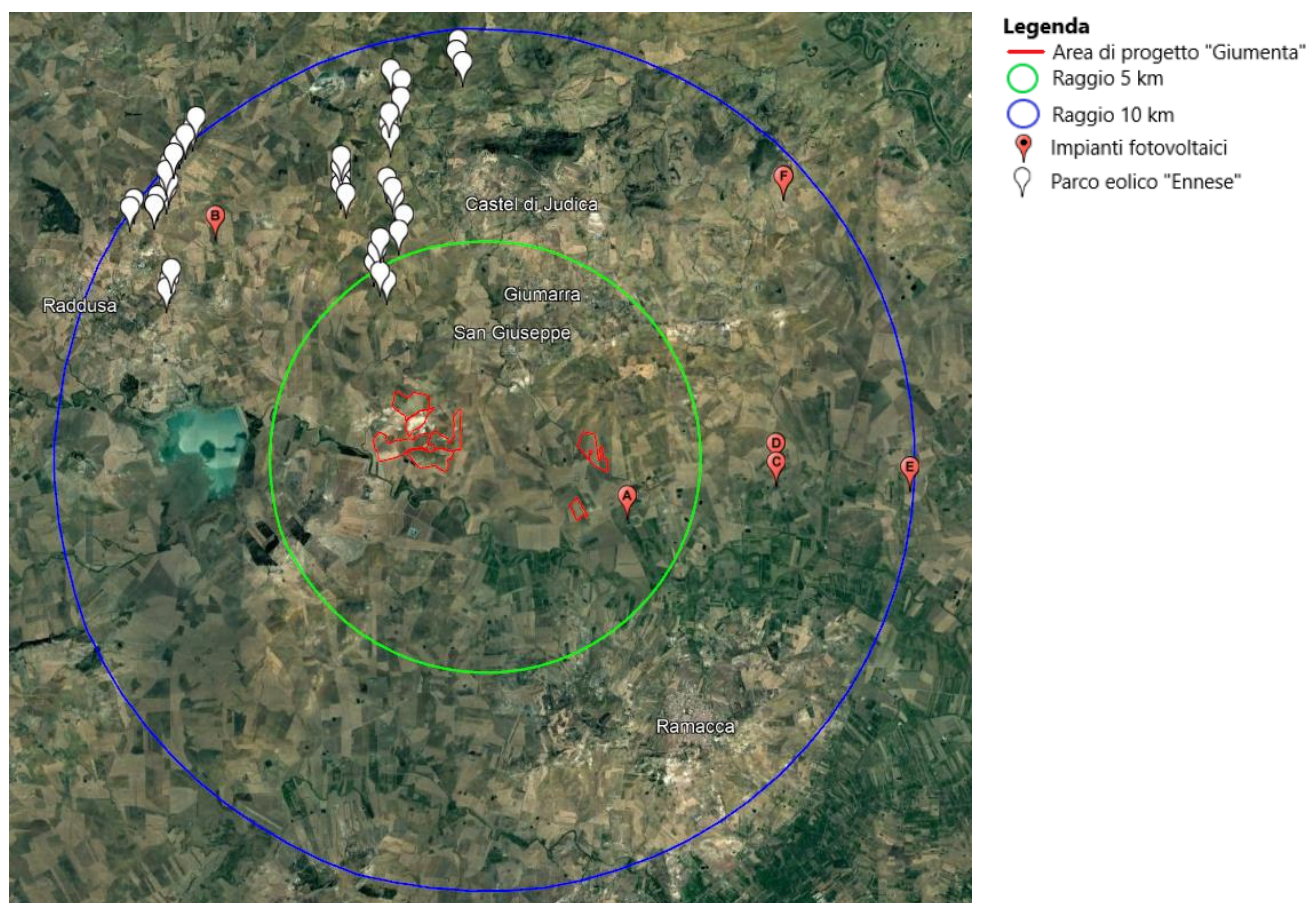 Legenda
Area di progetto "Giumenta"
Raggio 5 km
Raggio 10 km
Impianti fotovoltaici
Parco eolico "Ennese"
F
Castel di Judica
B
Giumarra
Raddusa
San Giuseppe
D
C
E
A
Ramacca